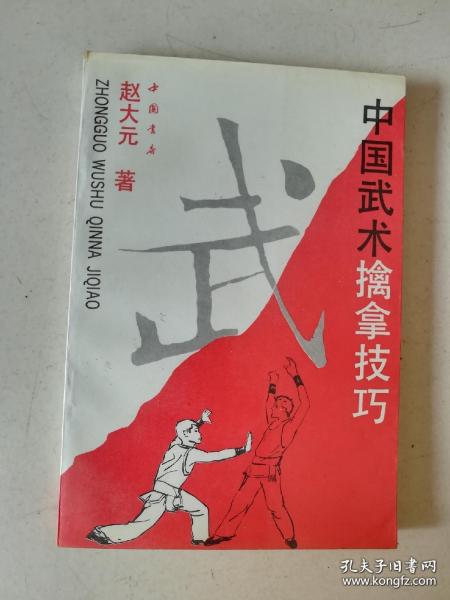 中国武术擒拿技巧
武
中国书店
赵大元 著
ZHONGGUO WUSHU QINNA JIQIAO
孔夫子旧书网
www.kongfz.com